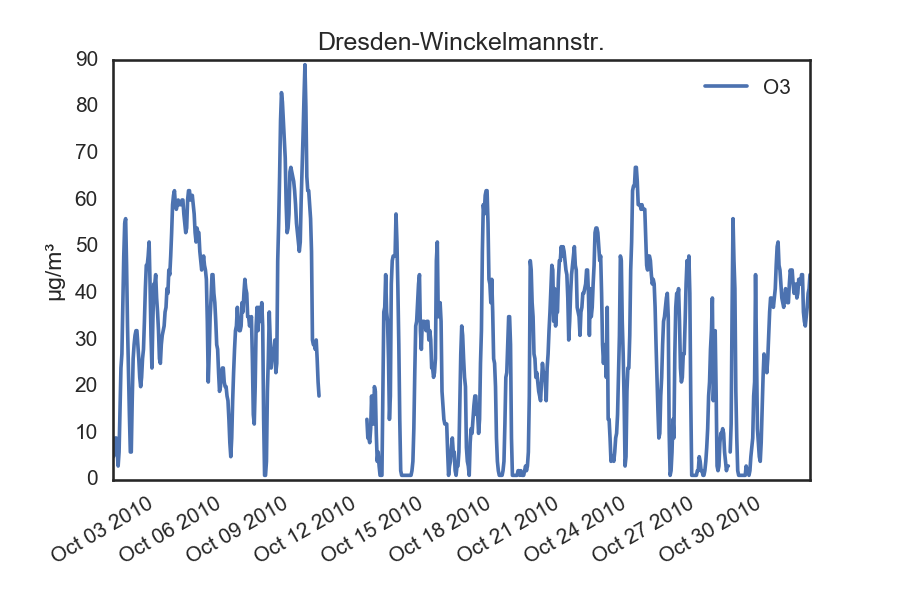 Dresden-Winckelmannstr.
90
80
70
60
50
40
30
20
10
0
µg/m³
O3
Oct 03 2010
Oct 06 2010
Oct 09 2010
Oct 12 2010
Oct 15 2010
Oct 18 2010
Oct 21 2010
Oct 24 2010
Oct 27 2010
Oct 30 2010